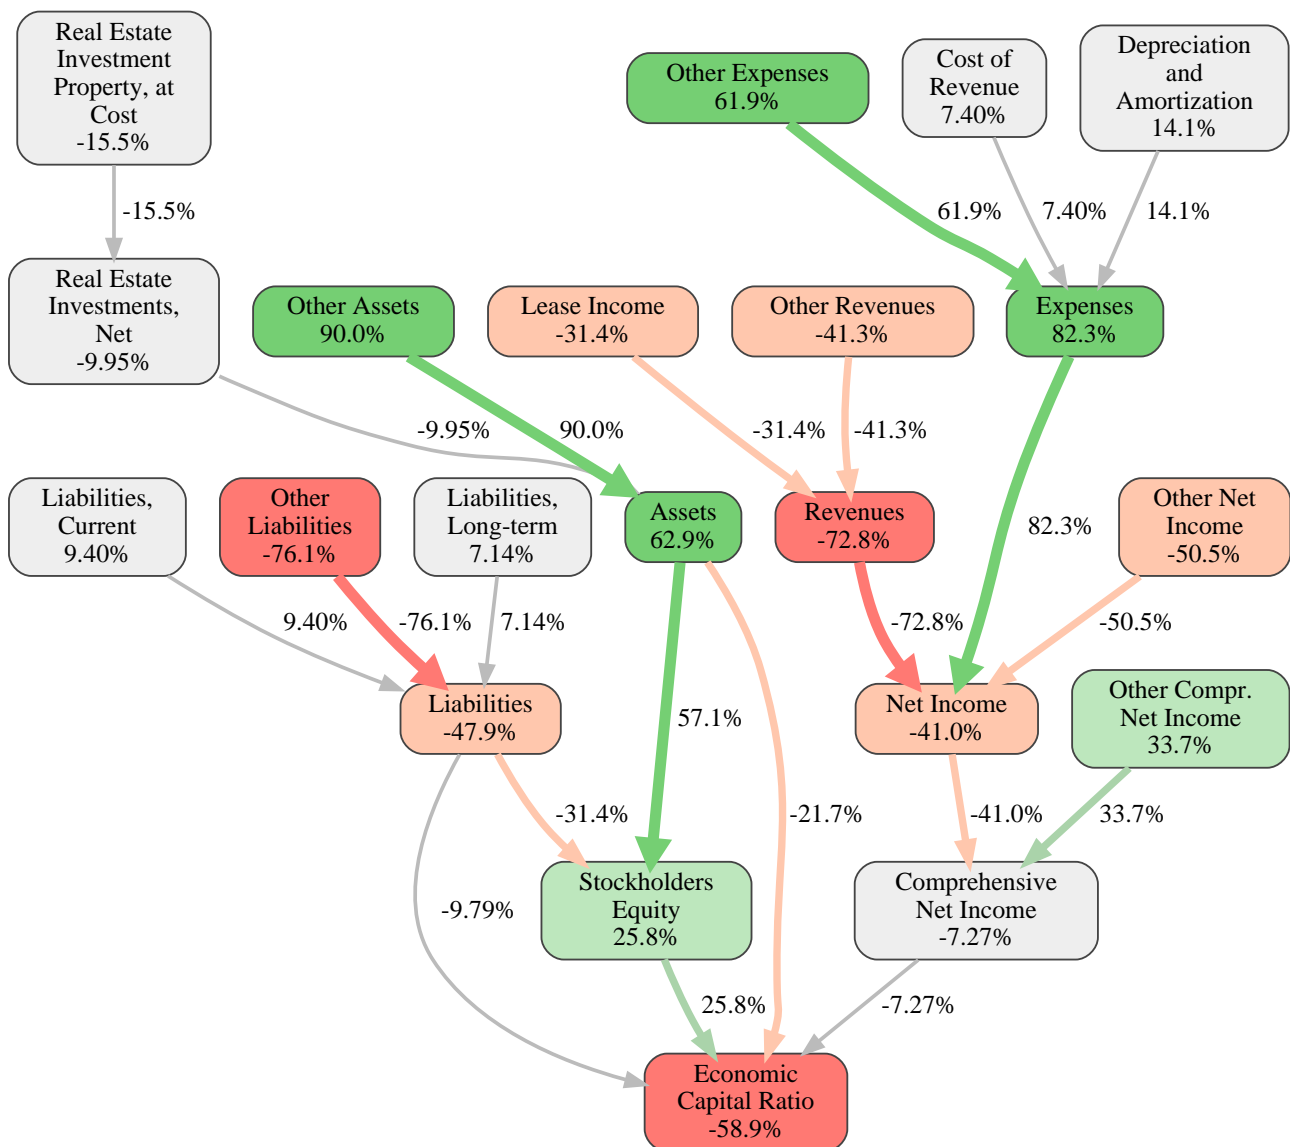 Real Estate
Investment
Property, at
Cost
-15.5%
Other Expenses
61.9%
Cost of
Revenue
7.40%
Depreciation
and
Amortization
14.1%
-15.5%
61.9%
7.40%
14.1%
Real Estate
Investments,
Net
-9.95%
Other Assets
90.0%
Lease Income
-31.4%
Other Revenues
-41.3%
Expenses
82.3%
-9.95%
90.0%
-31.4%
-41.3%
82.3%
Liabilities,
Current
9.40%
Other
Liabilities
-76.1%
Liabilities,
Long-term
7.14%
Assets
62.9%
Revenues
-72.8%
Other Net
Income
-50.5%
9.40%
-76.1%
7.14%
-72.8%
-50.5%
Liabilities
-47.9%
57.1%
Net Income
-41.0%
Other Compr.
Net Income
33.7%
-31.4%
-21.7%
-41.0%
33.7%
-9.79%
Stockholders
Equity
25.8%
Comprehensive
Net Income
-7.27%
25.8%
-7.27%
Economic
Capital Ratio
-58.9%